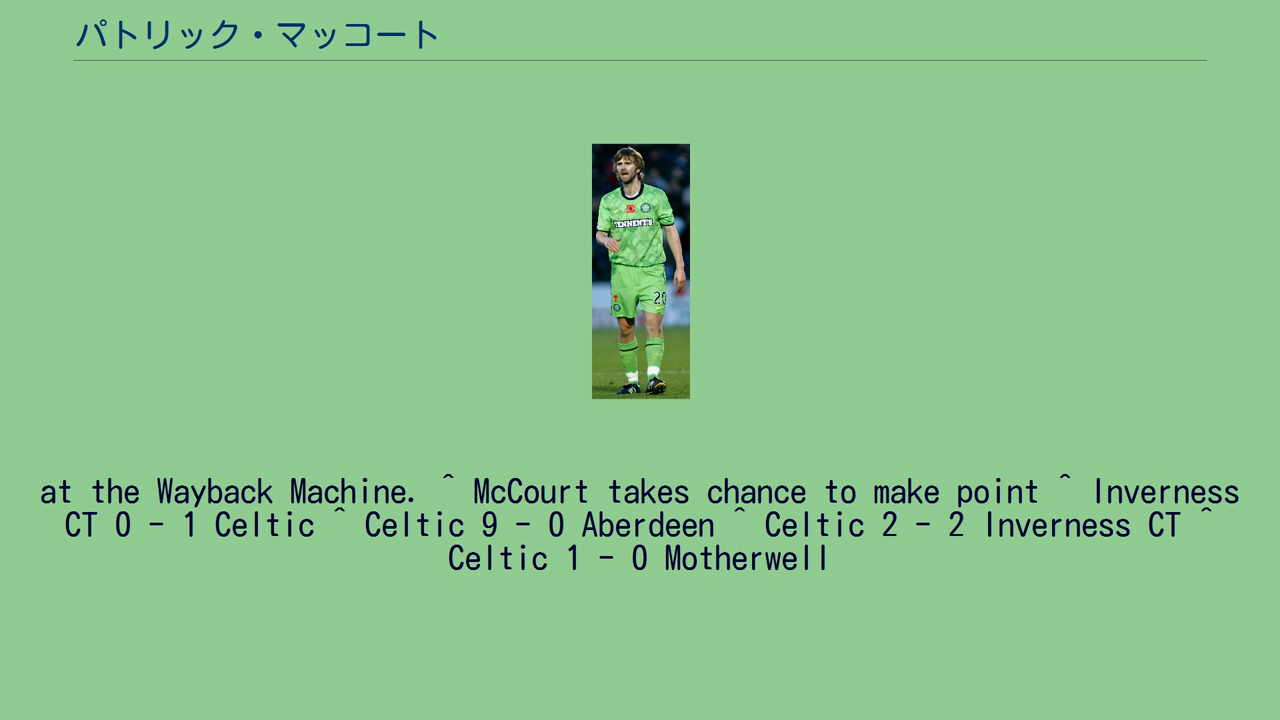 パトリック・マッコート
TENNENT'S
20
at the Wayback Machine. ^ McCourt takes chance to make point ^ Inverness
CT 0 - 1 Celtic ^ Celtic 9 - 0 Aberdeen ^ Celtic 2 - 2 Inverness CT ^
Celtic 1 - 0 Motherwell